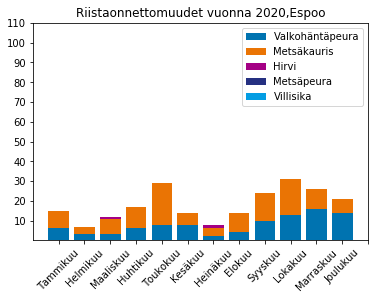 Riistaonnettomuudet vuonna 2020,Espoo
Valkohäntäpeura
Metsäkauris
Hirvi
Metsäpeura
Villisika
110
100
90
80
70
60
50
40
30
20
10
Tammikuu
Helmikuu
Maaliskuu
Huhtikuu
Toukokuu
Kesäkuu
Heinäkuu
Elokuu
Syyskuu
Lokakuu
Marraskuu
Joulukuu